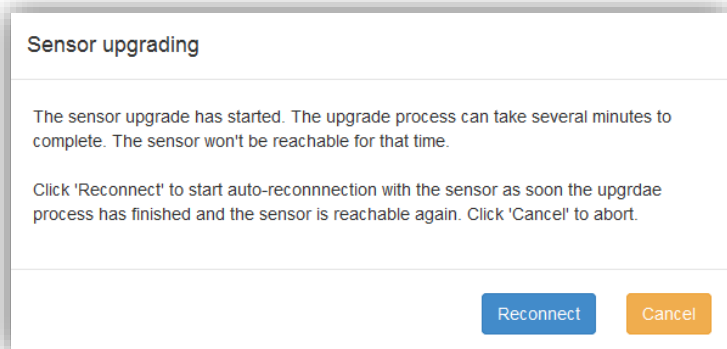 Sensor upgrading
The sensor upgrade has started. The upgrade process can take several minutes to
complete. The sensor won't be reachable for that time.
Click 'Reconnect' to start auto-reconnnection with the sensor as soon the upgrdae
process has finished and the sensor is reachable again. Click 'Cancel' to abort.
Reconnect
Cancel